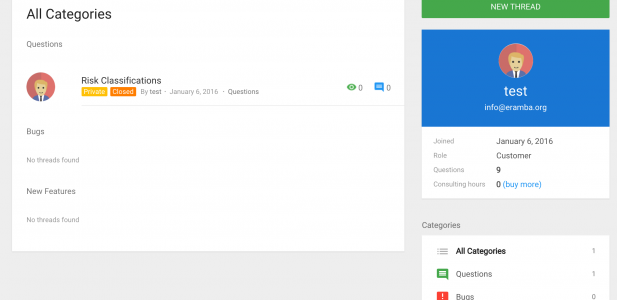 All Categories
Questions
Risk Classifications
Private Closed By test · January 6, 2016 · Questions
0 0
Bugs
No threads found
New Features
No threads found
NEW THREAD
test
info@eramba.org
Joined January 6, 2016
Role Customer
Questions 9
Consulting hours 0 (buy more)
Categories
All Categories 1
Questions 1
Bugs 0